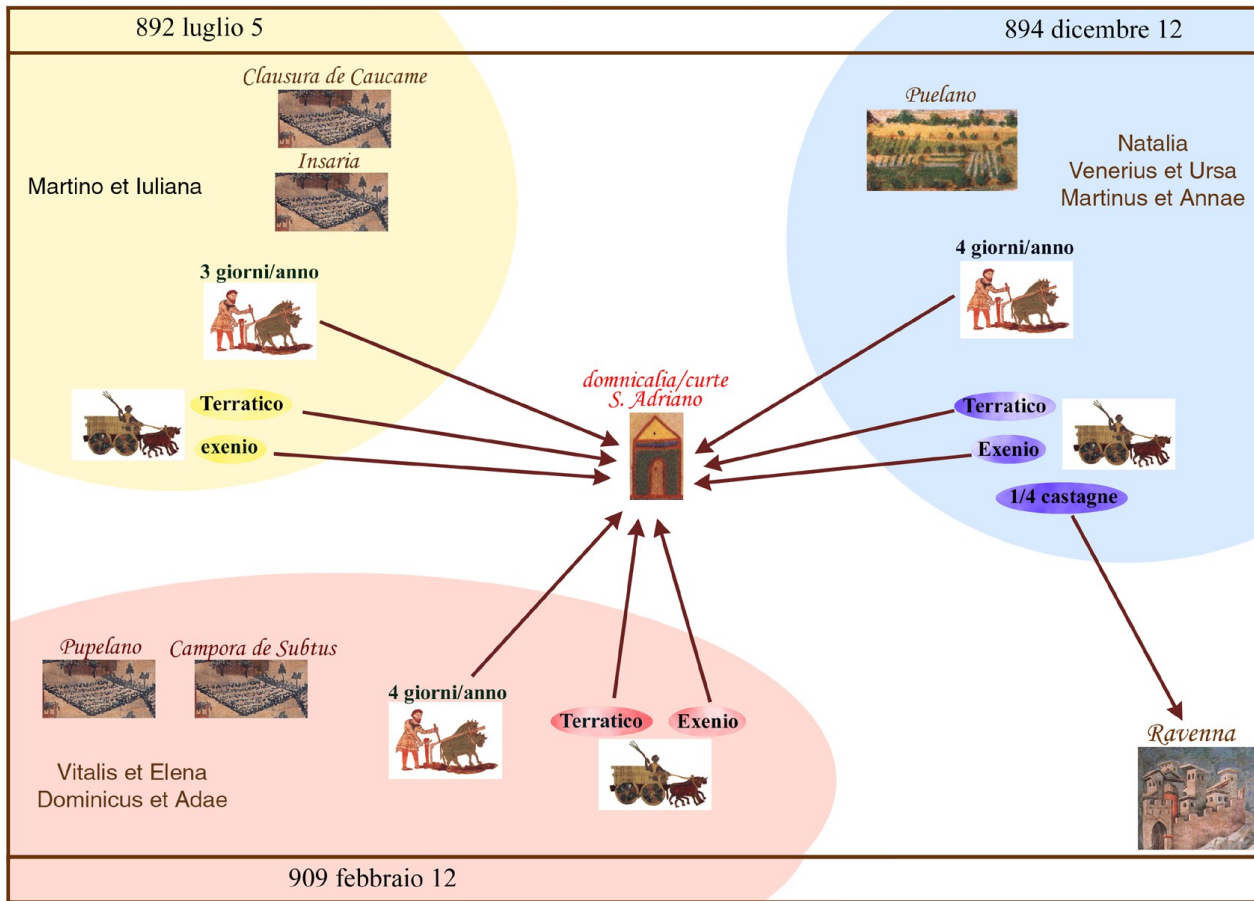 892 luglio 5
894 dicembre 12
Clausura de Caucame
Insaria
Martino et Iuliana
3 giorni/anno
Terratico
exenio
Puelano
Natalia
Venerius et Ursa
Martinus et Annae
4 giorni/anno
Terratico
Exenio
1/4 castagne
domnicalia/curte
S. Adriano
Pupelano
Campora de Subtus
4 giorni/anno
Terratico
Exenio
Vitalis et Elena
Dominicus et Adae
Ravenna
909 febbraio 12